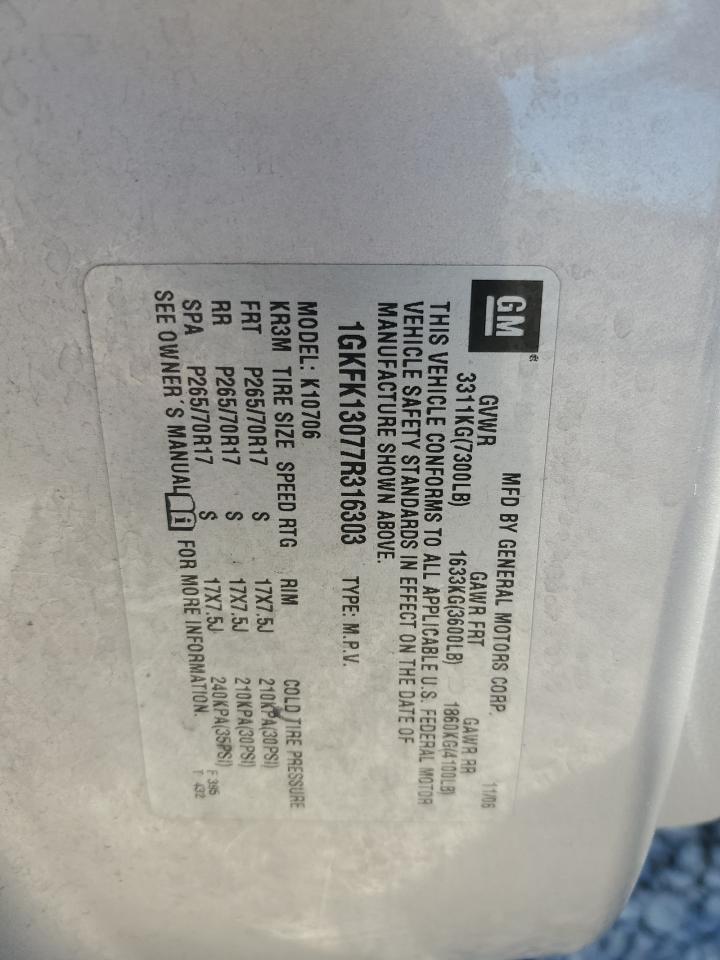 GM®
MFD BY GENERAL MOTORS CORP. 11/06
GVWR GAWR FRT GAWR RR
3311KG(7300LB) 1633KG(3600LB) 1860KG(4100LB)
THIS VEHICLE CONFORMS TO ALL APPLICABLE U.S. FEDERAL MOTOR
VEHICLE SAFETY STANDARDS IN EFFECT ON THE DATE OF
MANUFACTURE SHOWN ABOVE.
1GKFK13077R316303 TYPE: M.P.V.
MODEL: K10706
KR3M TIRE SIZE SPEED RTG RIM COLD TIRE PRESSURE
FRT P265/70R17 S 17X7.5J 210KPA(30PSI)
RR P265/70R17 S 17X7.5J 210KPA(30PSI)
SPA P265/70R17 S 17X7.5J 240KPA(35PSI)
SEE OWNER'S MANUAL FOR MORE INFORMATION.
F 395
T 432